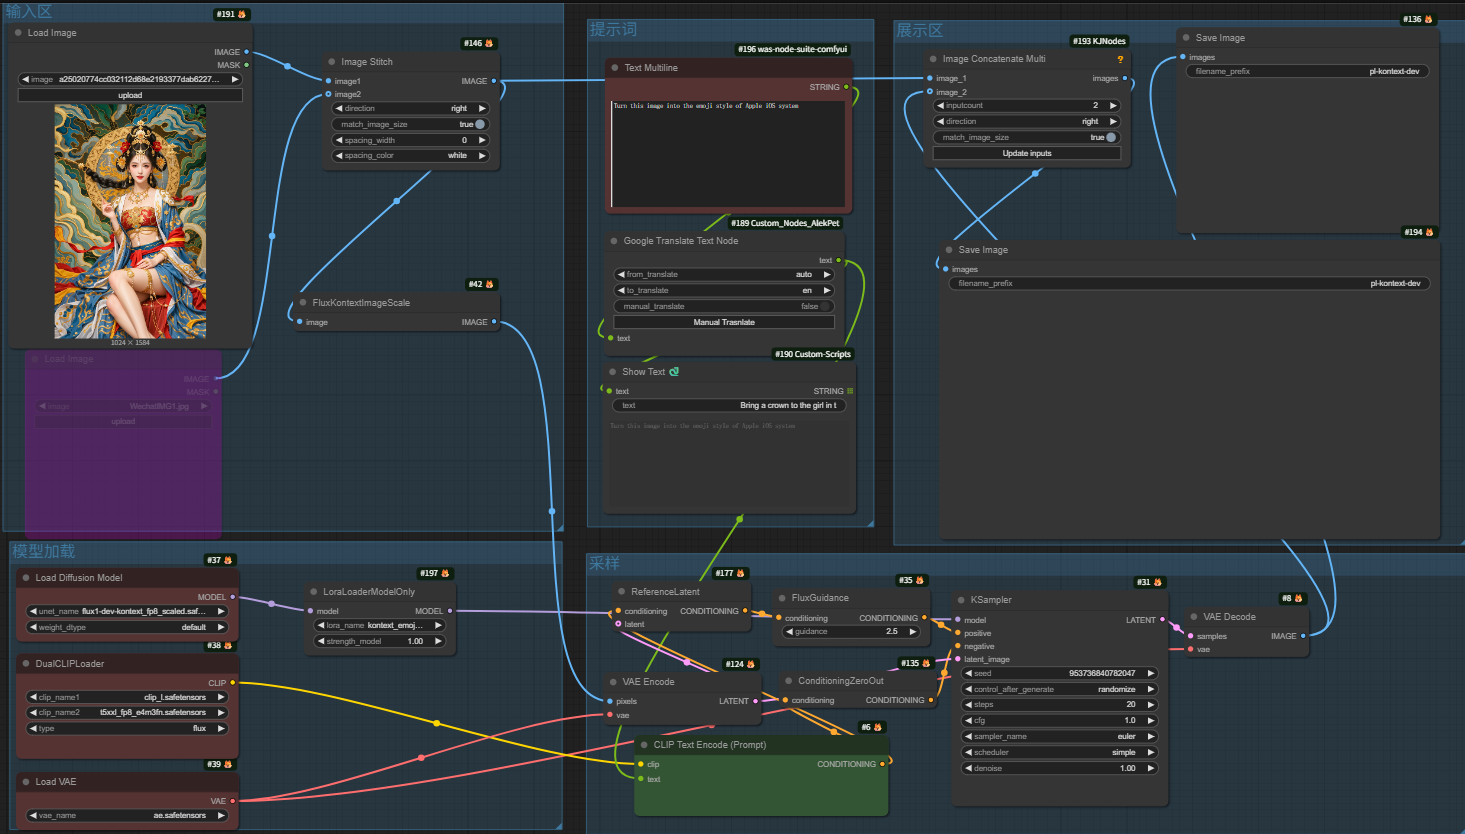 输入区
#191
Load Image
IMAGE
MASK
image a25020774cc032112d68e2193377dab6227...
upload
1024 × 1584
Load Image
IMAGE
MASK
image WechatIMG1.jpg
upload
#146
Image Stitch
image1 IMAGE
image2
direction right
match_image_size true
spacing_width 0
spacing_color white
#42
FluxKontextImageScale
image IMAGE
提示词
#196 was-node-suite-comfyui
Text Multiline
STRING
Turn this image into the emoji style of Apple iOS system
#189 Custom_Nodes_AlekPet
Google Translate Text Node
text
from_translate auto
to_translate en
manual_translate false
Manual Trasnlate
text
#190 Custom-Scripts
Show Text
text STRING
text Bring a crown to the girl in t
Turn this image into the emoji style of Apple iOS system
展示区
#193 KJNodes
Image Concatenate Multi ?
image_1 images
image_2
inputcount 2
direction right
match_image_size true
Update inputs
#136
Save Image
images
filename_prefix pl-kontext-dev
#194
Save Image
images
filename_prefix pl-kontext-dev
模型加载
#37
Load Diffusion Model
MODEL
unet_name flux1-dev-kontext_fp8_scaled.saf...
weight_dtype default
#38
DualCLIPLoader
CLIP
clip_name1 clip_l.safetensors
clip_name2 t5xxl_fp8_e4m3fn.safetensors
type flux
#39
Load VAE
VAE
vae_name ae.safetensors
#197
LoraLoaderModelOnly
model MODEL
lora_name kontext_emoj...
strength_model 1.00
采样
#177
ReferenceLatent
conditioning CONDITIONING
latent
#35
FluxGuidance
conditioning CONDITIONING
guidance 2.5
#124
VAE Encode
pixels LATENT
vae
#135
ConditioningZeroOut
conditioning CONDITIONING
#6
CLIP Text Encode (Prompt)
clip CONDITIONING
text
#31
KSampler
model LATENT
positive
negative
latent_image
seed 953736840782047
control_after_generate randomize
steps 20
cfg 1.0
sampler_name euler
scheduler simple
denoise 1.00
#8
VAE Decode
samples IMAGE
vae